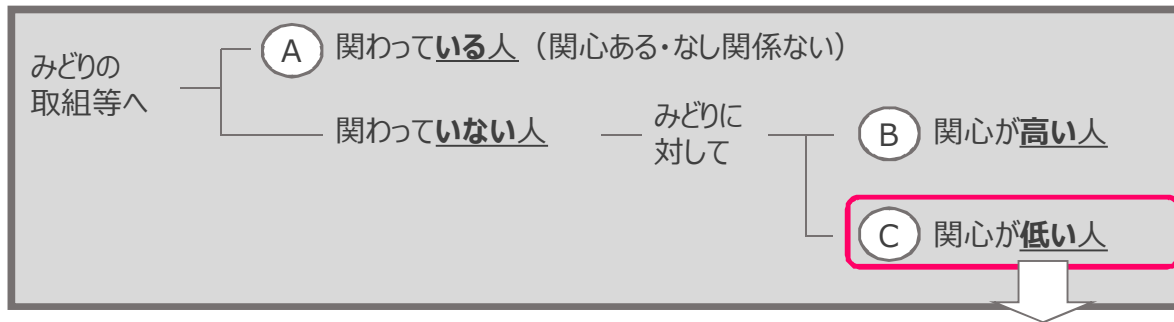 みどりの
取組等へ
A 関わっている人（関心ある・なし関係ない）
関わっていない人
みどりに
対して
B 関心が高い人
C 関心が低い人